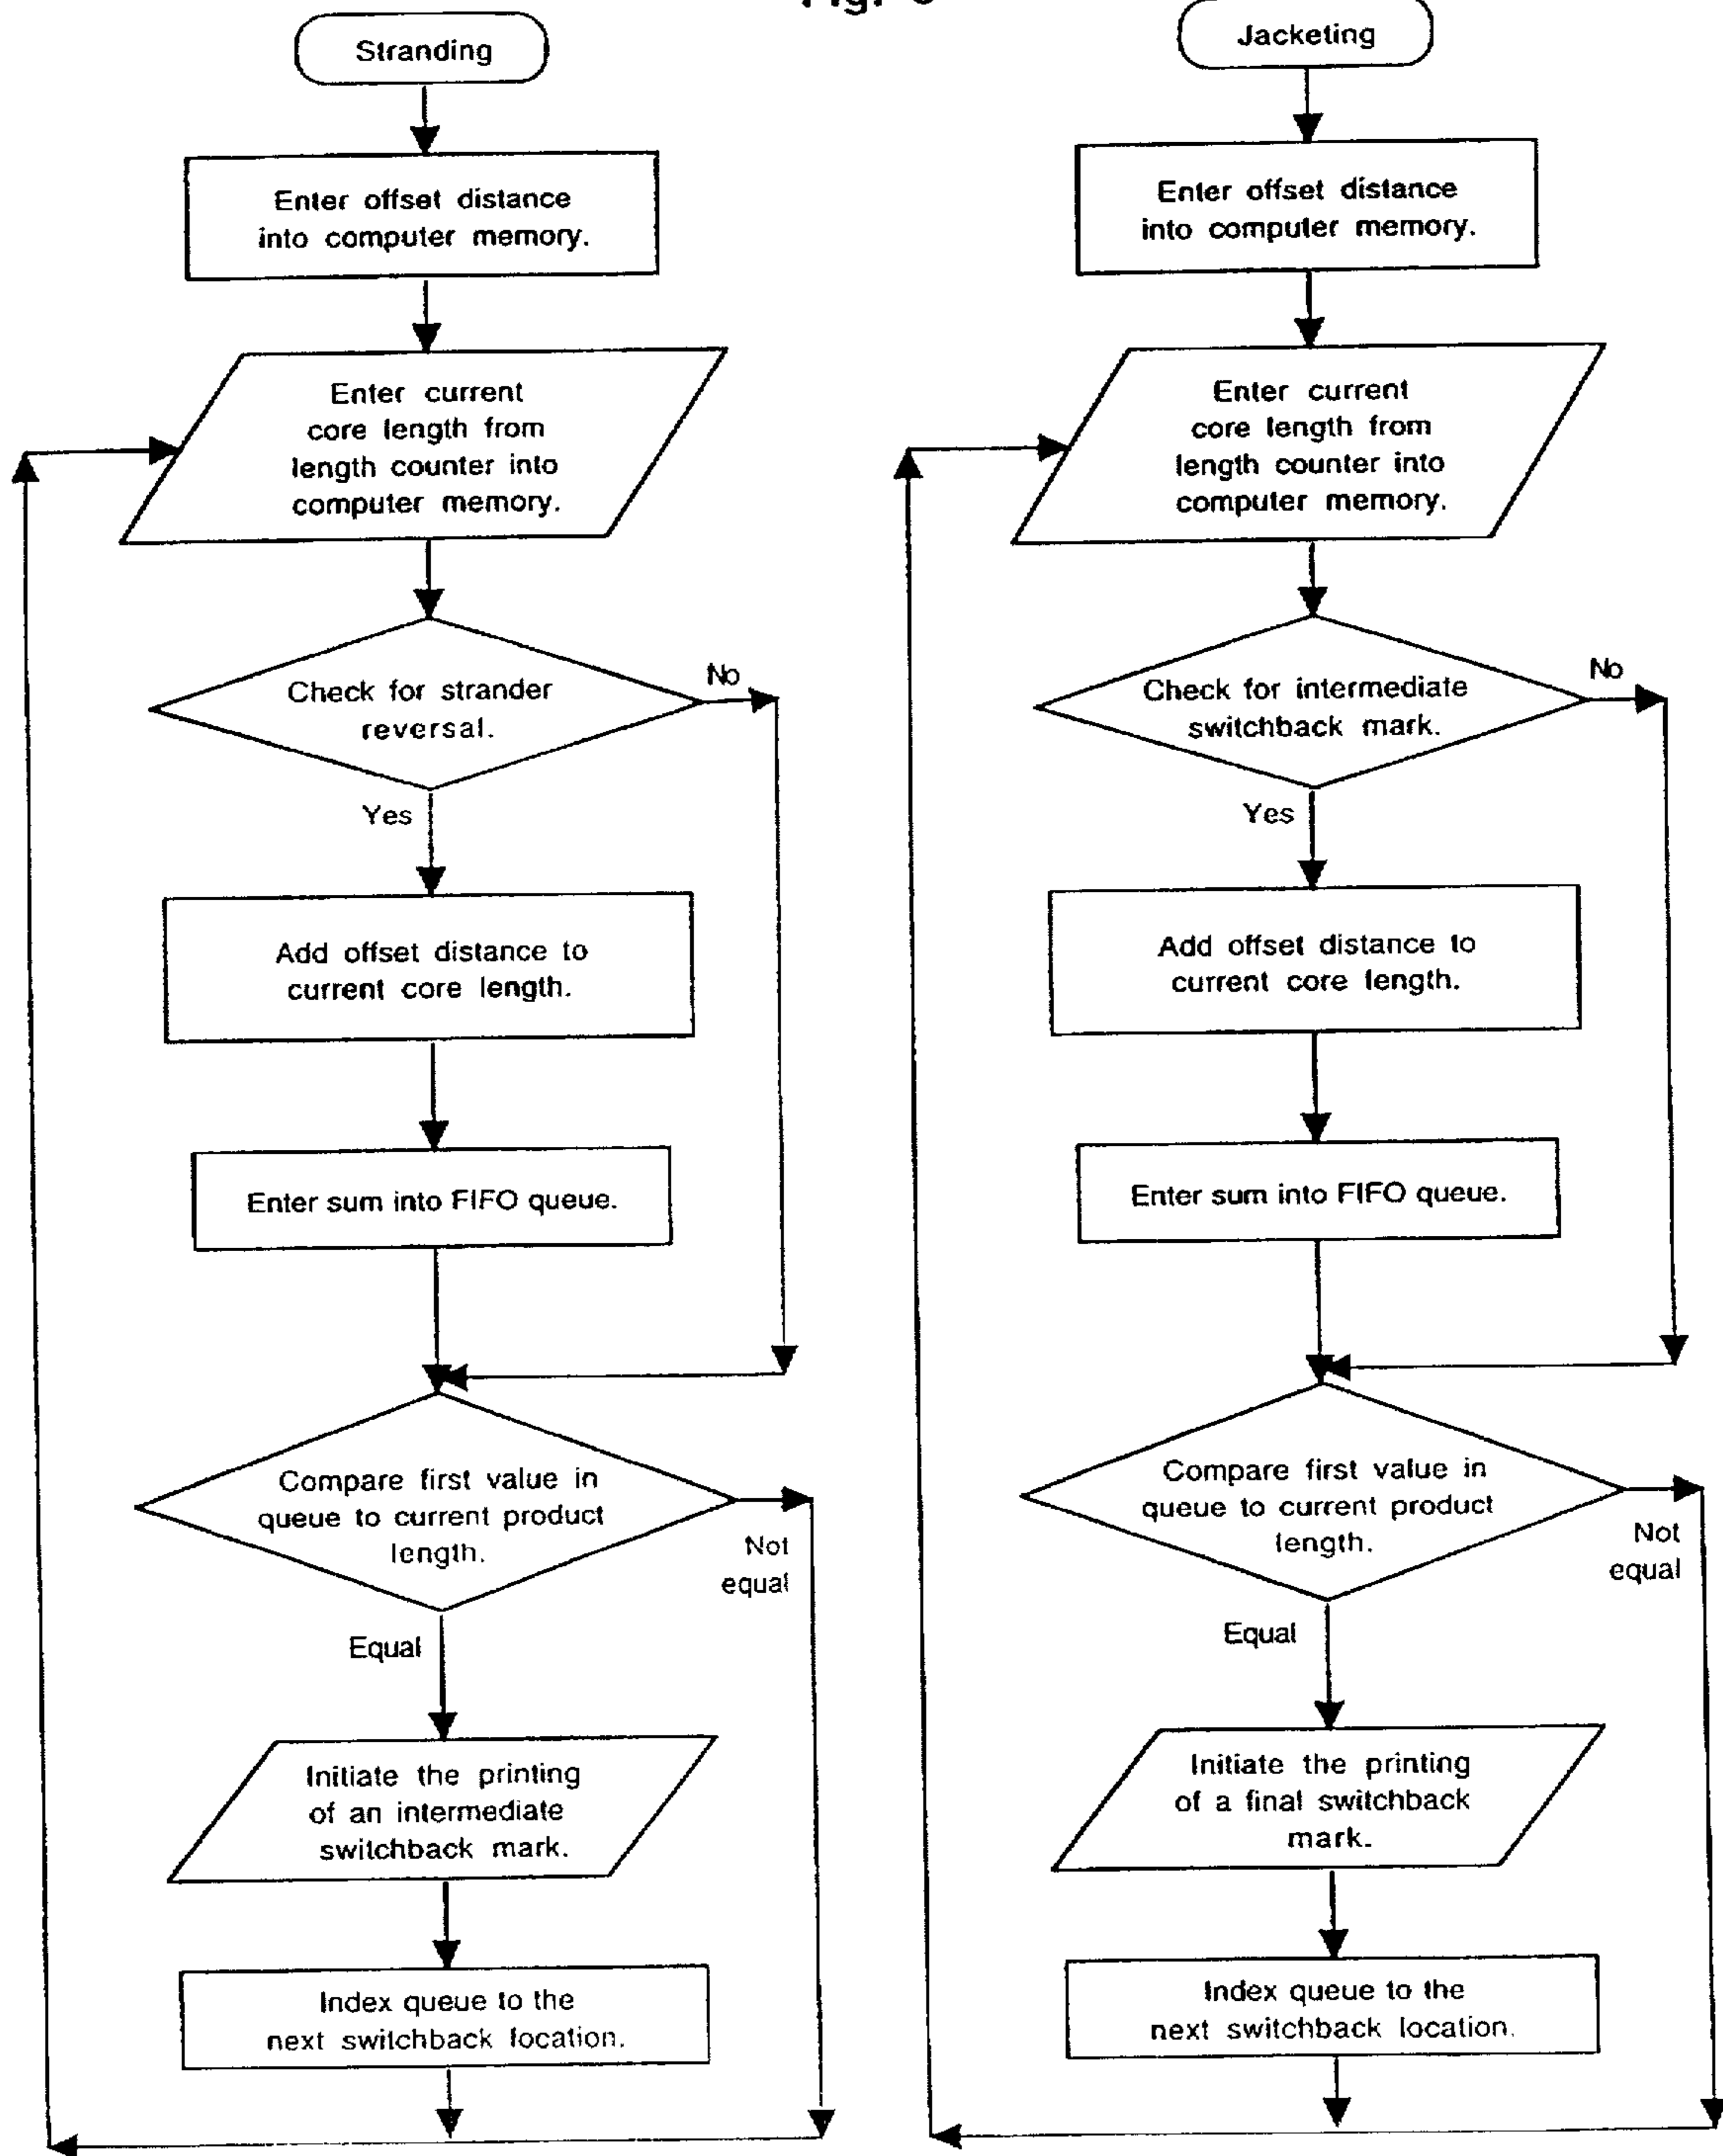 Stranding
Enter offset distance
into computer memory.
Enter current
core length from
length counter into
computer memory.
Check for strander
reversal.
No
Yes
Add offset distance to
current core length.
Enter sum into FIFO queue.
Compare first value in
queue to current product
length.
Not
equal
Equal
Initiate the printing
of an intermediate
switchback mark.
Index queue to the
next switchback location.
Jacketing
Enter offset distance
into computer memory.
Enter current
core length from
length counter into
computer memory.
Check for intermediate
switchback mark.
No
Yes
Add offset distance to
current core length.
Enter sum into FIFO queue.
Compare first value in
queue to current product
length.
Not
equal
Equal
Initiate the printing
of a final switchback
mark.
Index queue to the
next switchback location.